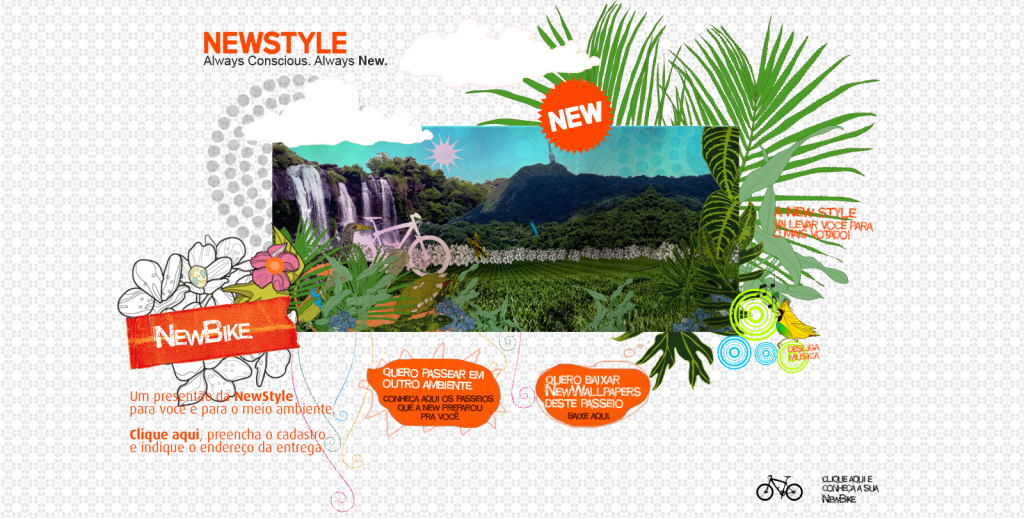 NEWSTYLE
Always Conscious. Always New.
NEW
A NEW STYLE
VAI LEVAR VOCÊ PARA
O MAIS VOTADO!
NEWBIKE
DESLIGA
MÚSICA
QUERO PASSEAR EM
OUTRO AMBIENTE
CONHEÇA AQUI OS PASSEIOS
QUE A NEW PREPAROU
PRA VOCÊ
QUERO BAIXAR
NEWWALLPAPERS
DESTE PASSEIO
BAIXE AQUI.
Um presentão da NewStyle
para você e para o meio ambiente.
Clique aqui, preencha o cadastro
e indique o endereço da entrega.
CLIQUE AQUI E
CONHEÇA A SUA
NEWBIKE